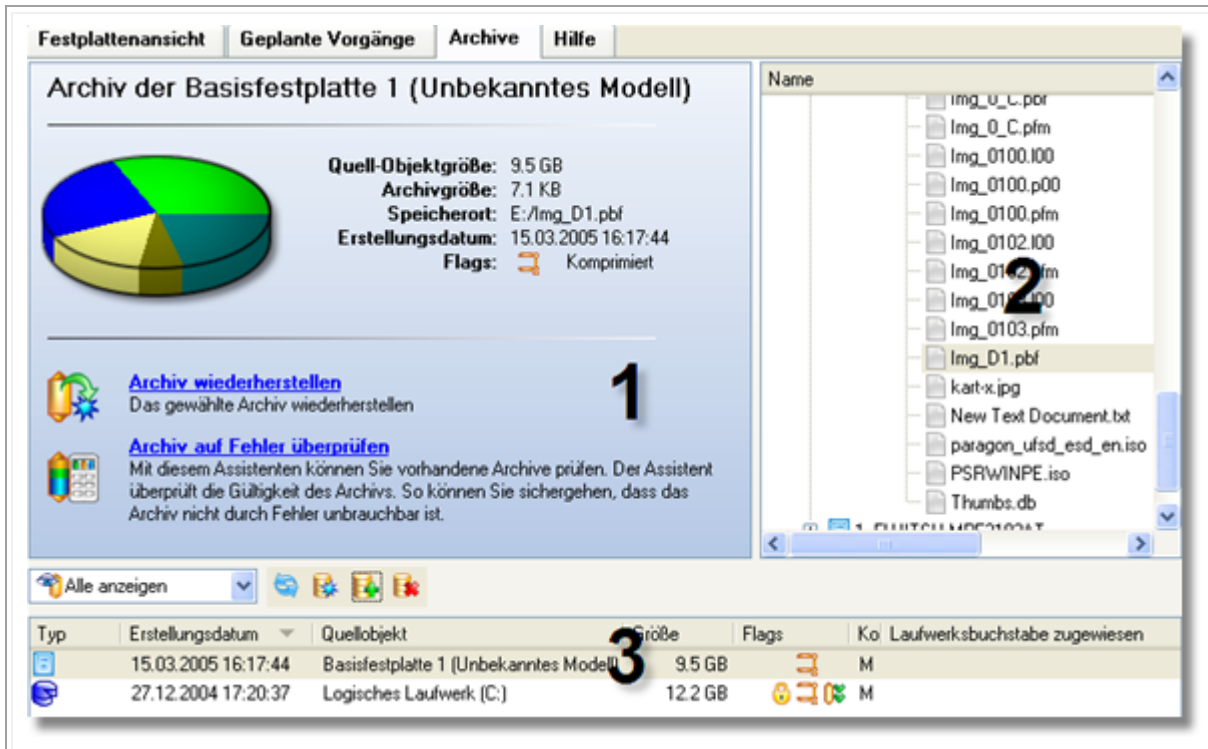 Festplattenansicht Geplante Vorgänge Archive Hilfe
Archiv der Basisfestplatte 1 (Unbekanntes Modell)
Quell-Objektgröße: 9.5 GB
Archivgröße: 7.1 KB
Speicherort: E:/Img_D1.pbf
Erstellungsdatum: 15.03.2005 16:17:44
Flags: Komprimiert
Archiv wiederherstellen
Das gewählte Archiv wiederherstellen
1
Archiv auf Fehler überprüfen
Mit diesem Assistenten können Sie vorhandene Archive prüfen. Der Assistent
überprüft die Gültigkeit des Archivs. So können Sie sichergehen, dass das
Archiv nicht durch Fehler unbrauchbar ist.
Name
Img_0_C.pbf
Img_0_C.pfm
Img_0100.I00
Img_0100.p00
Img_0100.pfm
Img_0102.I00
2
Img_0103.pfm
Img_D1.pbf
kart-x.jpg
New Text Document.txt
paragon_ufsd_esd_en.iso
PSRWINPE.iso
Thumbs.db
Alle anzeigen
Typ Erstellungsdatum Quellobjekt Größe Flags Ko Laufwerksbuchstabe zugewiesen
3
15.03.2005 16:17:44 Basisfestplatte 1 (Unbekanntes Modell) 9.5 GB M
27.12.2004 17:20:37 Logisches Laufwerk (C:) 12.2 GB M